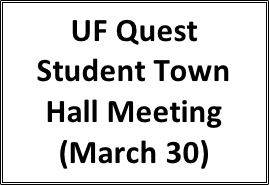 UF Quest
Student Town
Hall Meeting
(March 30)